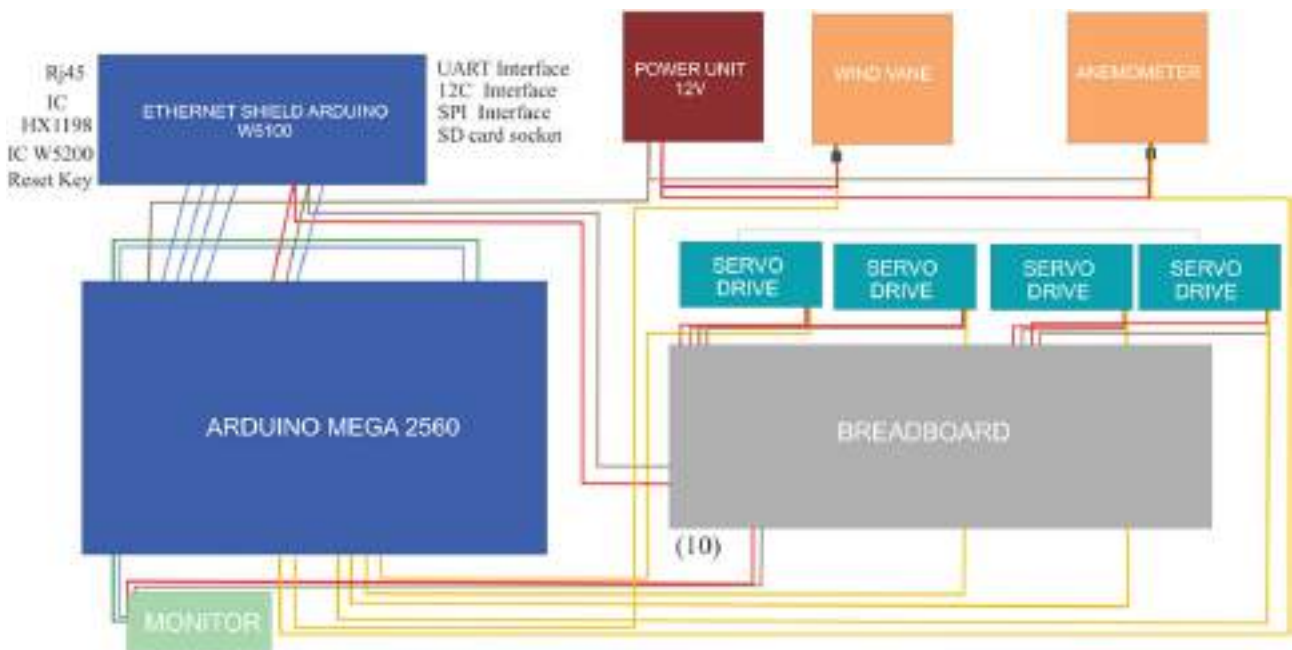 Rj45
IC
HX1198
IC W5200
Reset Key
ETHERNET SHIELD ARDUINO
W5100
UART Interface
12C Interface
SPI Interface
SD card socket
POWER UNIT
12V
WIND VANE
ANEMOMETER
SERVO
DRIVE
SERVO
DRIVE
SERVO
DRIVE
SERVO
DRIVE
ARDUINO MEGA 2560
BREADBOARD
(10)
MONITOR